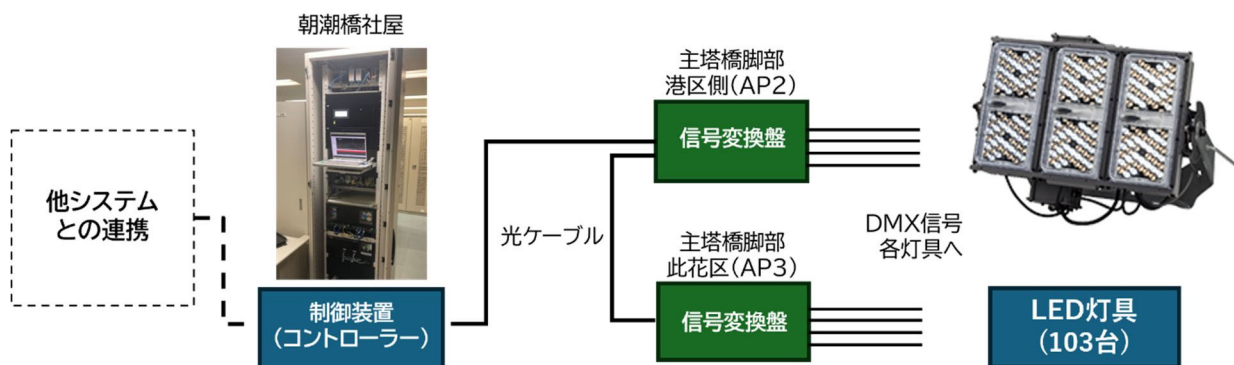 朝潮橋社屋
他システム
との連携
制御装置
(コントローラー)
光ケーブル
主塔橋脚部
港区側(AP2)
信号変換盤
主塔橋脚部
此花区(AP3)
信号変換盤
DMX信号
各灯具へ
LED灯具
(103台)